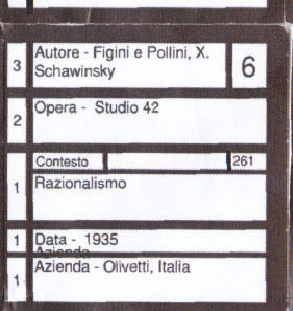 3 Autore - Figini e Pollini, X. 6
Schawinsky
2 Opera - Studio 42
Contesto 261
1 Razionalismo
1 Data - 1935
Azienda
1 Azienda - Olivetti, Italia